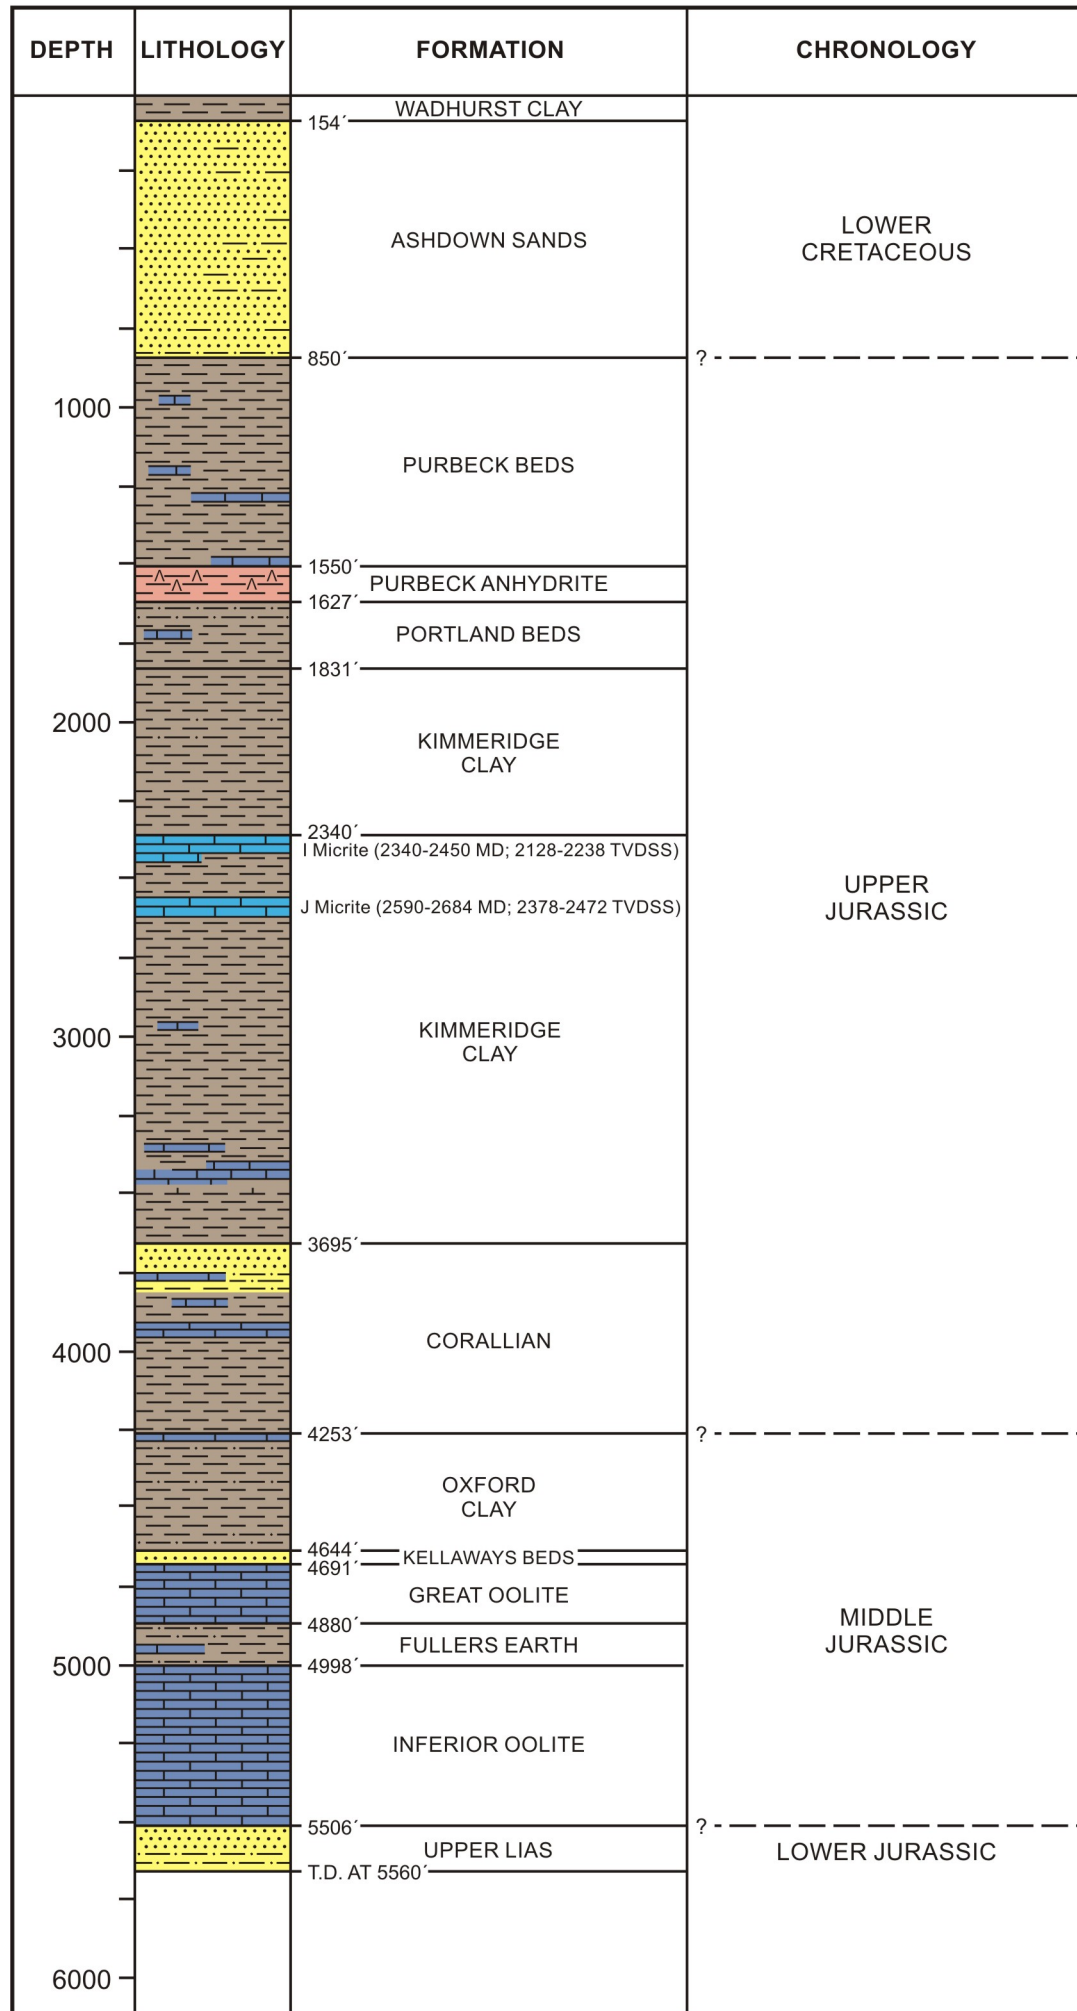 DEPTH LITHOLOGY FORMATION CHRONOLOGY
WADHURST CLAY
154´
ASHDOWN SANDS
LOWER
CRETACEOUS
850´
?
1000
PURBECK BEDS
1550´
PURBECK ANHYDRITE
1627´
PORTLAND BEDS
1831´
2000
KIMMERIDGE
CLAY
2340´
I Micrite (2340-2450 MD; 2128-2238 TVDSS)
J Micrite (2590-2684 MD; 2378-2472 TVDSS)
UPPER
JURASSIC
3000
KIMMERIDGE
CLAY
3695´
CORALLIAN
4000
4253´
?
OXFORD
CLAY
4644´
KELLAWAYS BEDS
4691´
GREAT OOLITE
4880´
FULLERS EARTH
MIDDLE
JURASSIC
4998´
5000
INFERIOR OOLITE
5506´
?
UPPER LIAS
LOWER JURASSIC
T.D. AT 5560´
6000